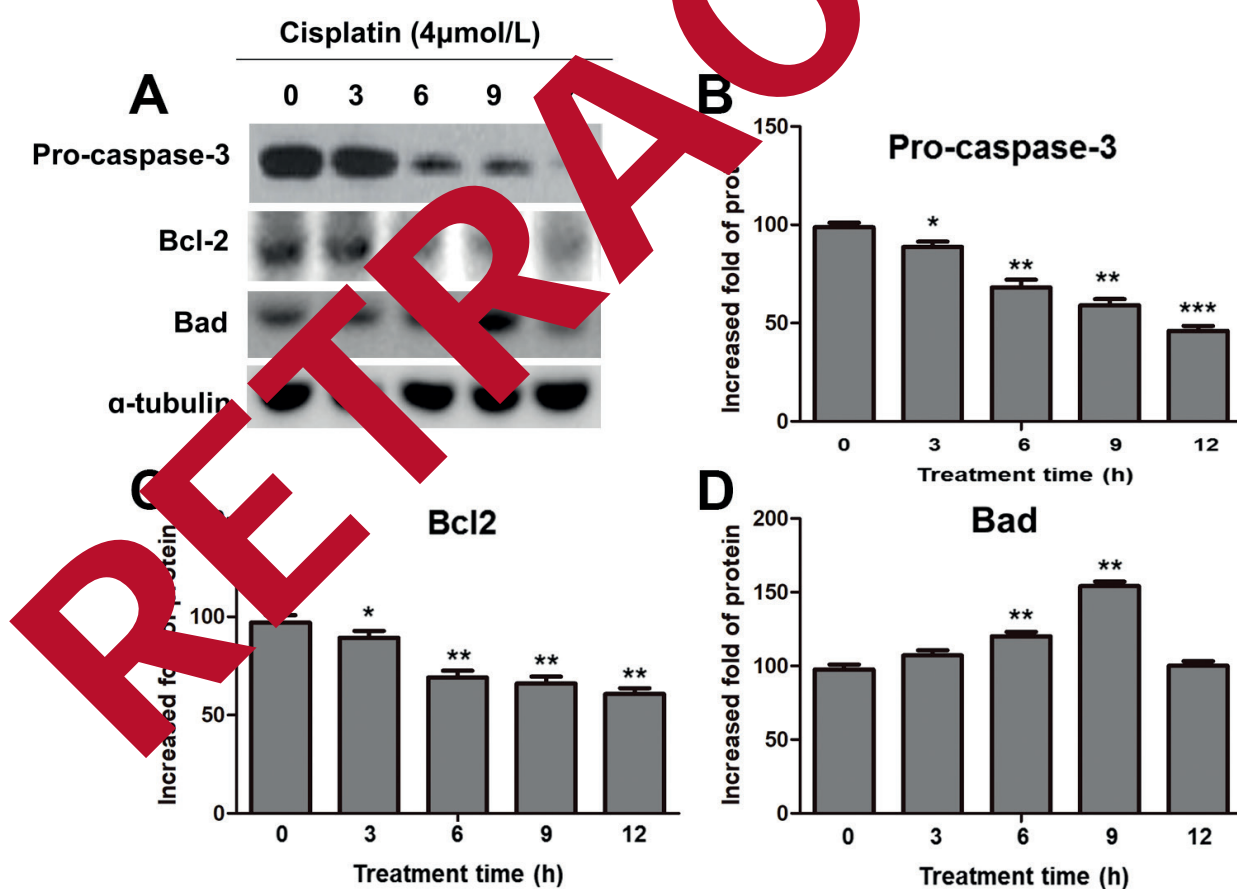 Cisplatin (4μmol/L)
A
0 3 6 9
Pro-caspase-3
Bcl-2
Bad
α-tubulin
B
Pro-caspase-3
Increased fold of
150
100
50
0
*
**
**
***
0 3 6 9 12
Treatment time (h)
C
Bcl2
Increased
100
50
0
*
**
**
**
0 3 6 9 12
Treatment time (h)
D
Bad
Increased fold of protein
200
150
100
50
0
**
**
0 3 6 9 12
Treatment time (h)